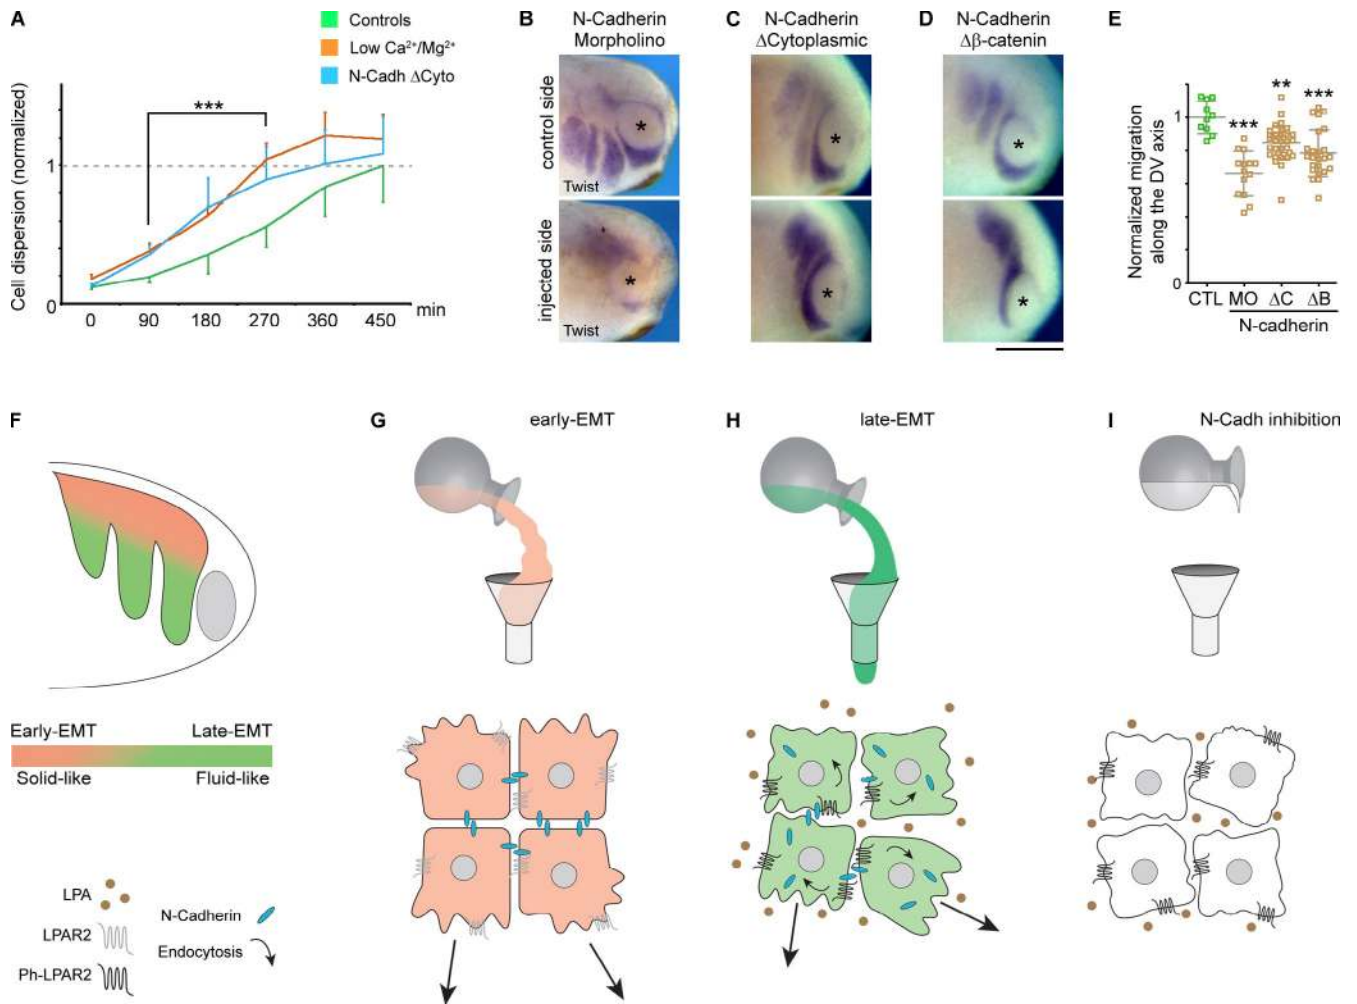 A
Controls
Low Ca²⁺/Mg²⁺
N-Cadh ΔCyto
Cell dispersion (normalized)
***
1
0
0 90 180 270 360 450 min
B
N-Cadherin
Morpholino
control side
*
Twist
injected side
*
Twist
C
N-Cadherin
ΔCytoplasmic
*
*
D
N-Cadherin
Δβ-catenin
*
*
E
Normalized migration
along the DV axis
1
0
***
**
***
CTL MO ΔC ΔB
N-cadherin
F
Early-EMT Late-EMT
Solid-like Fluid-like
LPA
LPAR2
Ph-LPAR2
N-Cadherin
Endocytosis
G early-EMT
H late-EMT
I N-Cadh inhibition